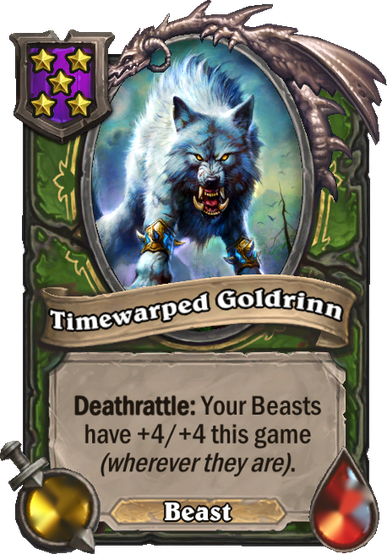 Timewarped Goldrinn
Deathrattle: Your Beasts
have +4/+4 this game
(wherever they are).
Beast